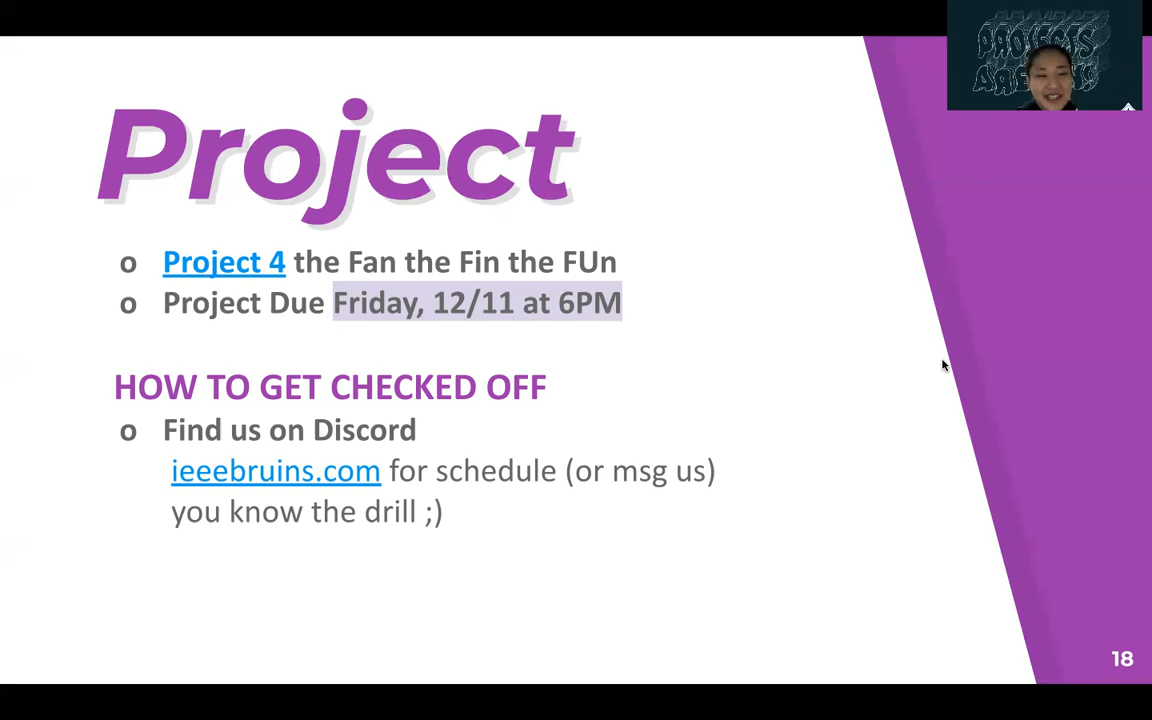 PROJECTS
Project
o Project 4 the Fan the Fin the FUn
o Project Due Friday, 12/11 at 6PM
HOW TO GET CHECKED OFF
o Find us on Discord
ieeebruins.com for schedule (or msg us)
you know the drill ;)
18